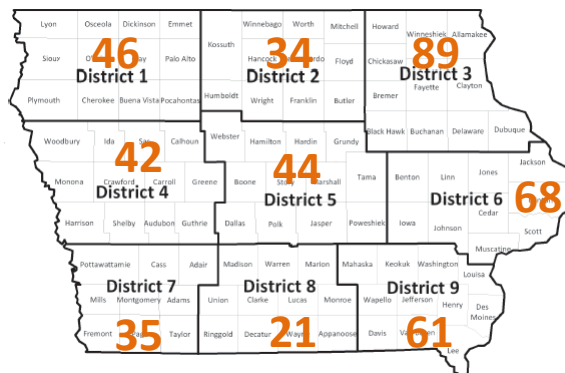 Lyon Osceola Dickinson Emmet
Winnebago Worth Mitchell
Howard Winneshiek Allamakee
Kossuth
46 34 89
Sioux Palo Alto
Hancock Floyd
Chickasaw
District 1 District 2 District 3
Fayette Clayton
Plymouth Cherokee Buena Vista Pocahontas
Humboldt Wright Franklin Butler
Bremer
Black Hawk Buchanan Delaware Dubuque
Woodbury Ida Calhoun
Webster Hamilton Hardin Grundy
42 44 68
Jackson
Monona Crawford Carroll Greene
Boone Marshall Tama
Benton Linn Jones
District 4 District 5 District 6
Cedar Scott
Harrison Shelby Audubon Guthrie
Dallas Polk Jasper Poweshiek
Iowa Johnson Muscatine
Pottawattamie Cass Adair
Madison Warren Marion
Mahaska Keokuk Washington Louisa
District 7 District 8 District 9
Mills Montgomery Adams
Union Clarke Lucas Monroe
Wapello Jefferson Henry Des
Moines
35 21 61
Fremont Taylor
Ringgold Decatur Wayne Appanoose
Davis Lee